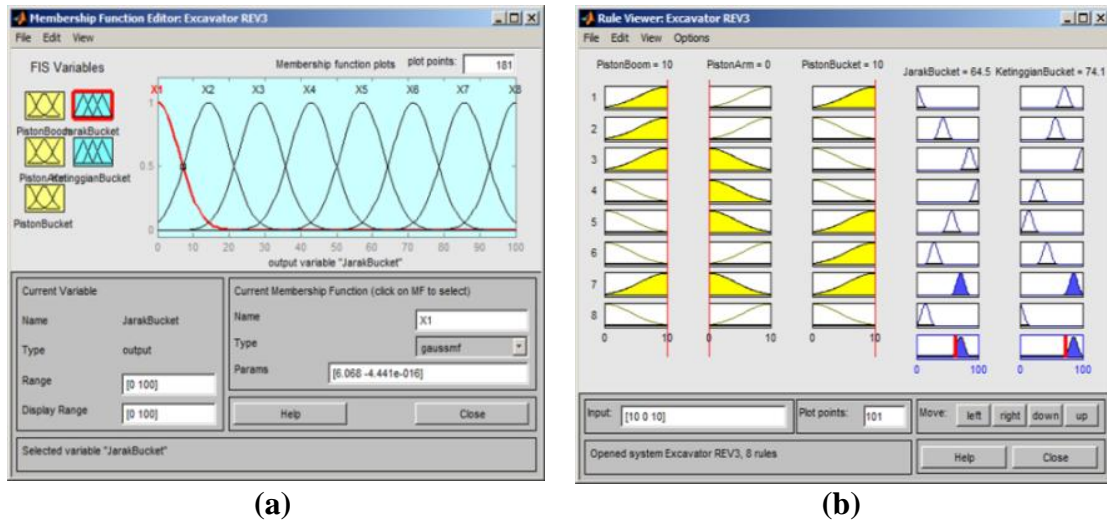 Membership Function Editor: Excavator REV3
File Edit View
FIS Variables
Membership function plots plot points: 181
X1 X2 X3 X4 X5 X6 X7 X8
1
0.5
0
0 10 20 30 40 50 60 70 80 90 100
output variable "JarakBucket"
PistonBoom JarakBucket
PistonArm KetinggianBucket
PistonBucket
Current Variable
Name JarakBucket
Type output
Range [0 100]
Display Range [0 100]
Current Membership Function (click on MF to select)
Name X1
Type gaussmf
Params [6.068 -4.441e-016]
Help Close
Selected variable "JarakBucket"
(a)
Rule Viewer: Excavator REV3
File Edit View Options
PistonBoom = 10 PistonArm = 0 PistonBucket = 10 JarakBucket = 64.5 KetinggianBucket = 74.1
1
2
3
4
5
6
7
8
0 10 0 10 0 10
0 100 0 100
Input: [10 0 10] Plot points: 101 Move: left right down up
Opened system Excavator REV3, 8 rules
Help Close
(b)